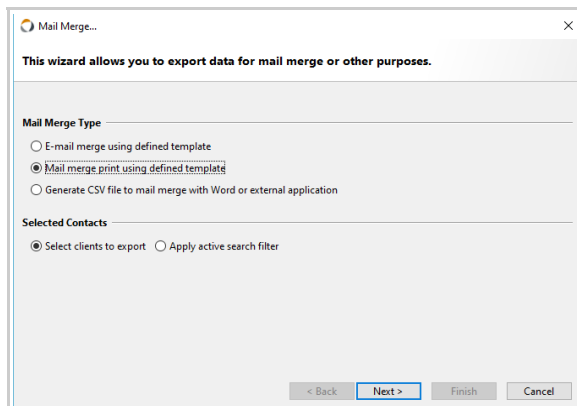 Mail Merge...
This wizard allows you to export data for mail merge or other purposes.
Mail Merge Type
E-mail merge using defined template
Mail merge print using defined template
Generate CSV file to mail merge with Word or external application
Selected Contacts
Select clients to export Apply active search filter
< Back Next > Finish Cancel